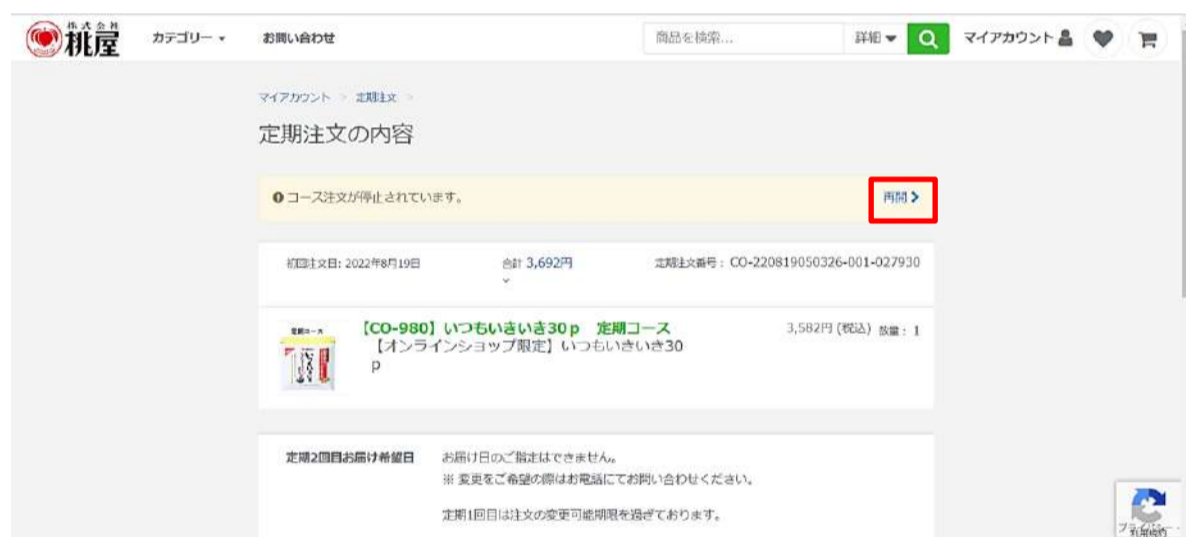 株式会社
桃屋
カテゴリー
お問い合わせ
商品を検索...
詳細
マイアカウント
マイアカウント > 定期注文 >
定期注文の内容
コース注文が停止されています。
再開
初回注文日: 2022年8月19日
合計 3,692円
定期注文番号: CO-220819050326-001-027930
定期コース
【CO-980】いつもいきいき30p 定期コース
【オンラインショップ限定】いつもいきいき30
p
3,582円 (税込) 数量: 1
定期2回目お届け希望日
お届け日のご指定はできません。
※ 変更をご希望の際はお電話にてお問い合わせください。
定期1回目は注文の変更可能期限を過ぎております。